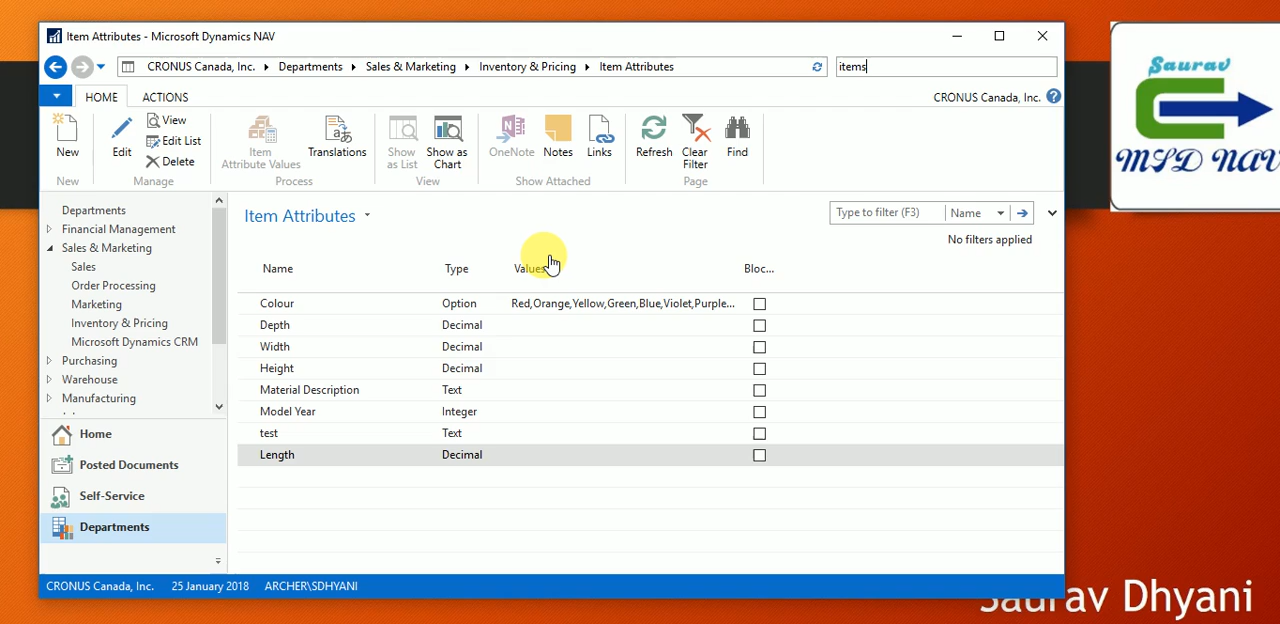 Item Attributes - Microsoft Dynamics NAV
CRONUS Canada, Inc. Departments Sales & Marketing Inventory & Pricing Item Attributes items
HOME ACTIONS CRONUS Canada, Inc.
New Edit View Edit List Delete Item Attribute Values Translations Show as List Show as Chart OneNote Notes Links Refresh Clear Filter Find
New Manage Process View Show Attached Page
Departments
Financial Management
Sales & Marketing
Sales
Order Processing
Marketing
Inventory & Pricing
Microsoft Dynamics CRM
Purchasing
Warehouse
Manufacturing
Home
Posted Documents
Self-Service
Departments
Item Attributes Type to filter (F3) Name
No filters applied
Name Type Values Bloc...
Colour Option Red,Orange,Yellow,Green,Blue,Violet,Purple...
Depth Decimal
Width Decimal
Height Decimal
Material Description Text
Model Year Integer
test Text
Length Decimal
CRONUS Canada, Inc. 25 January 2018 ARCHER\SDHYANI
Saurav
MSD NAV
Saurav Dhyani